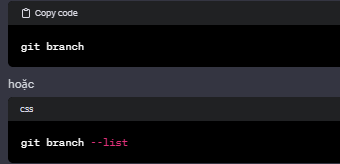 Copy code
git branch
hoặc
css
git branch --list